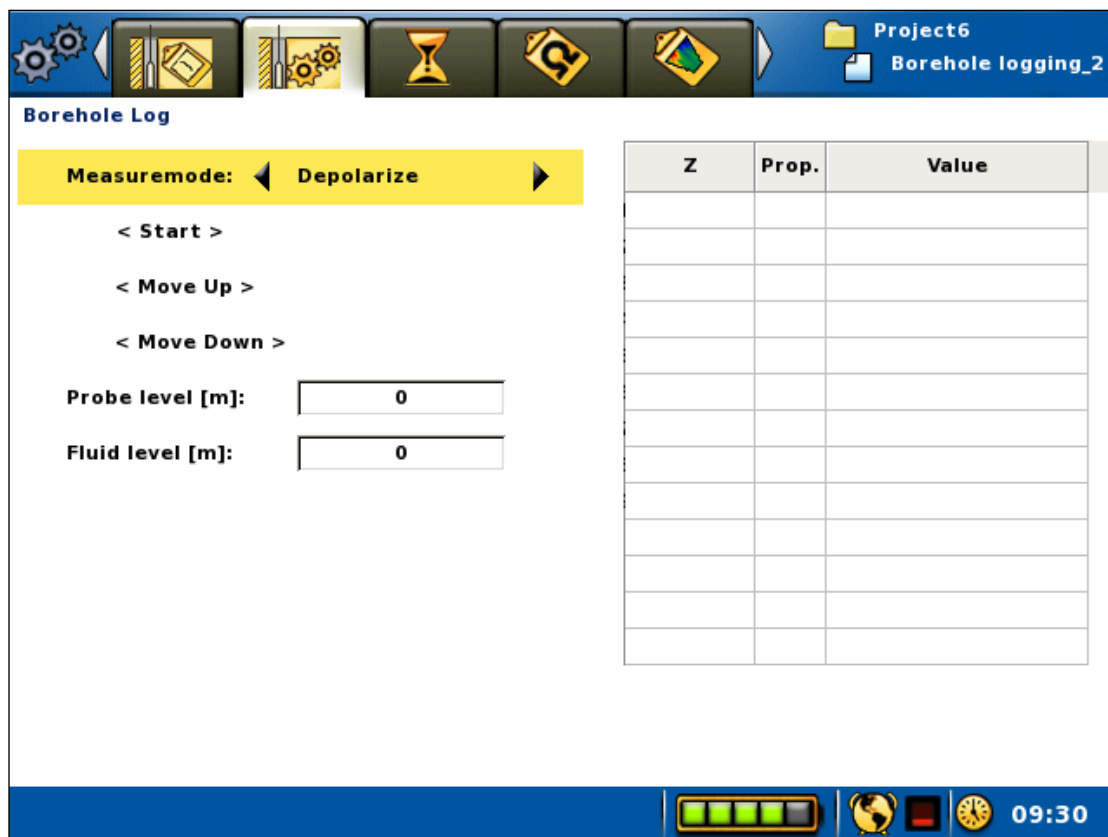 Project6
Borehole logging_2
Borehole Log
Measuremode: Depolarize
< Start >
< Move Up >
< Move Down >
Probe level [m]: 0
Fluid level [m]: 0
Z Prop. Value
09:30